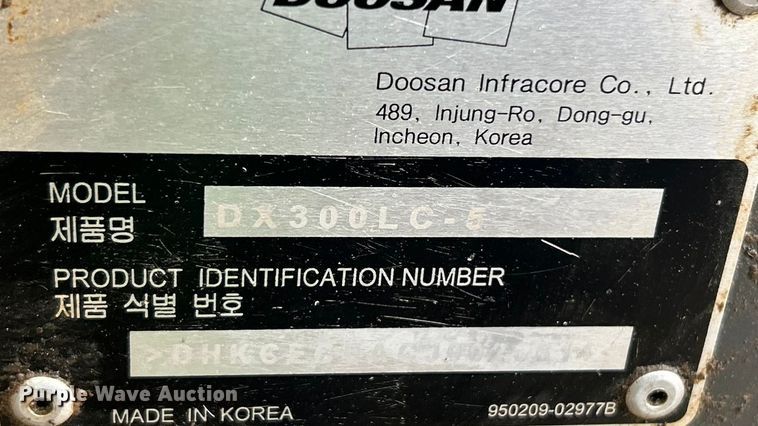 DOOSAN
Doosan Infracore Co., Ltd.
489, Injung-Ro, Dong-gu,
Incheon, Korea
MODEL
제품명
DX300LC-5
PRODUCT IDENTIFICATION NUMBER
제품 식별 번호
MADE IN KOREA
950209-02977B
Purple Wave Auction